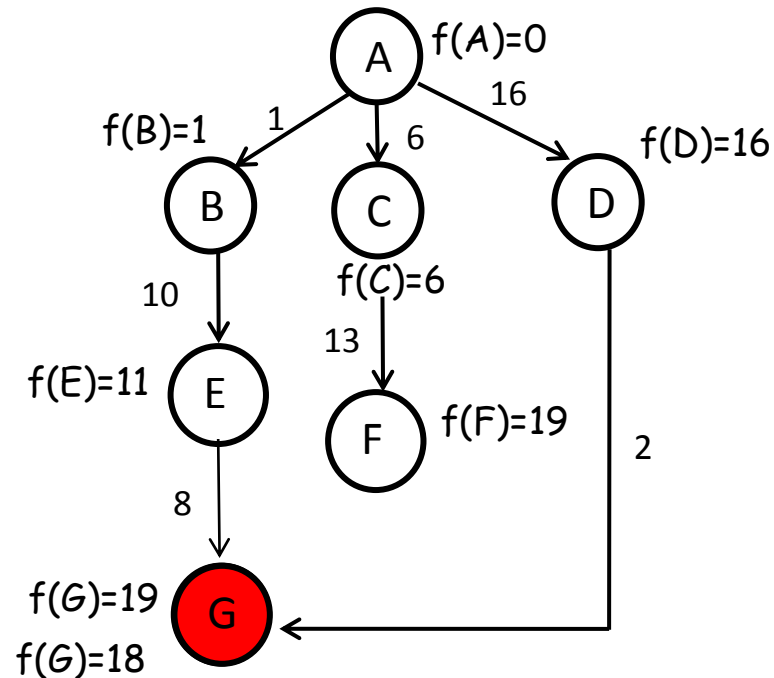 A
f(A)=0
16
1
6
f(B)=1
f(D)=16
B
C
D
f(C)=6
10
13
f(E)=11
E
F
f(F)=19
2
8
f(G)=19
G
f(G)=18